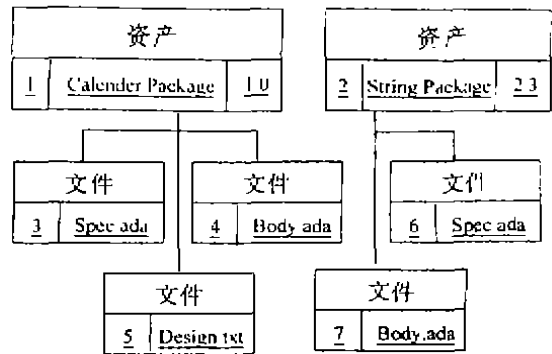 资产
资产
1 Calender Package 1.0
2 String Package 2.3
文件
文件
文件
3 Spec.ada
4 Body.ada
6 Spec.ada
文件
文件
5 Design.txt
7 Body.ada